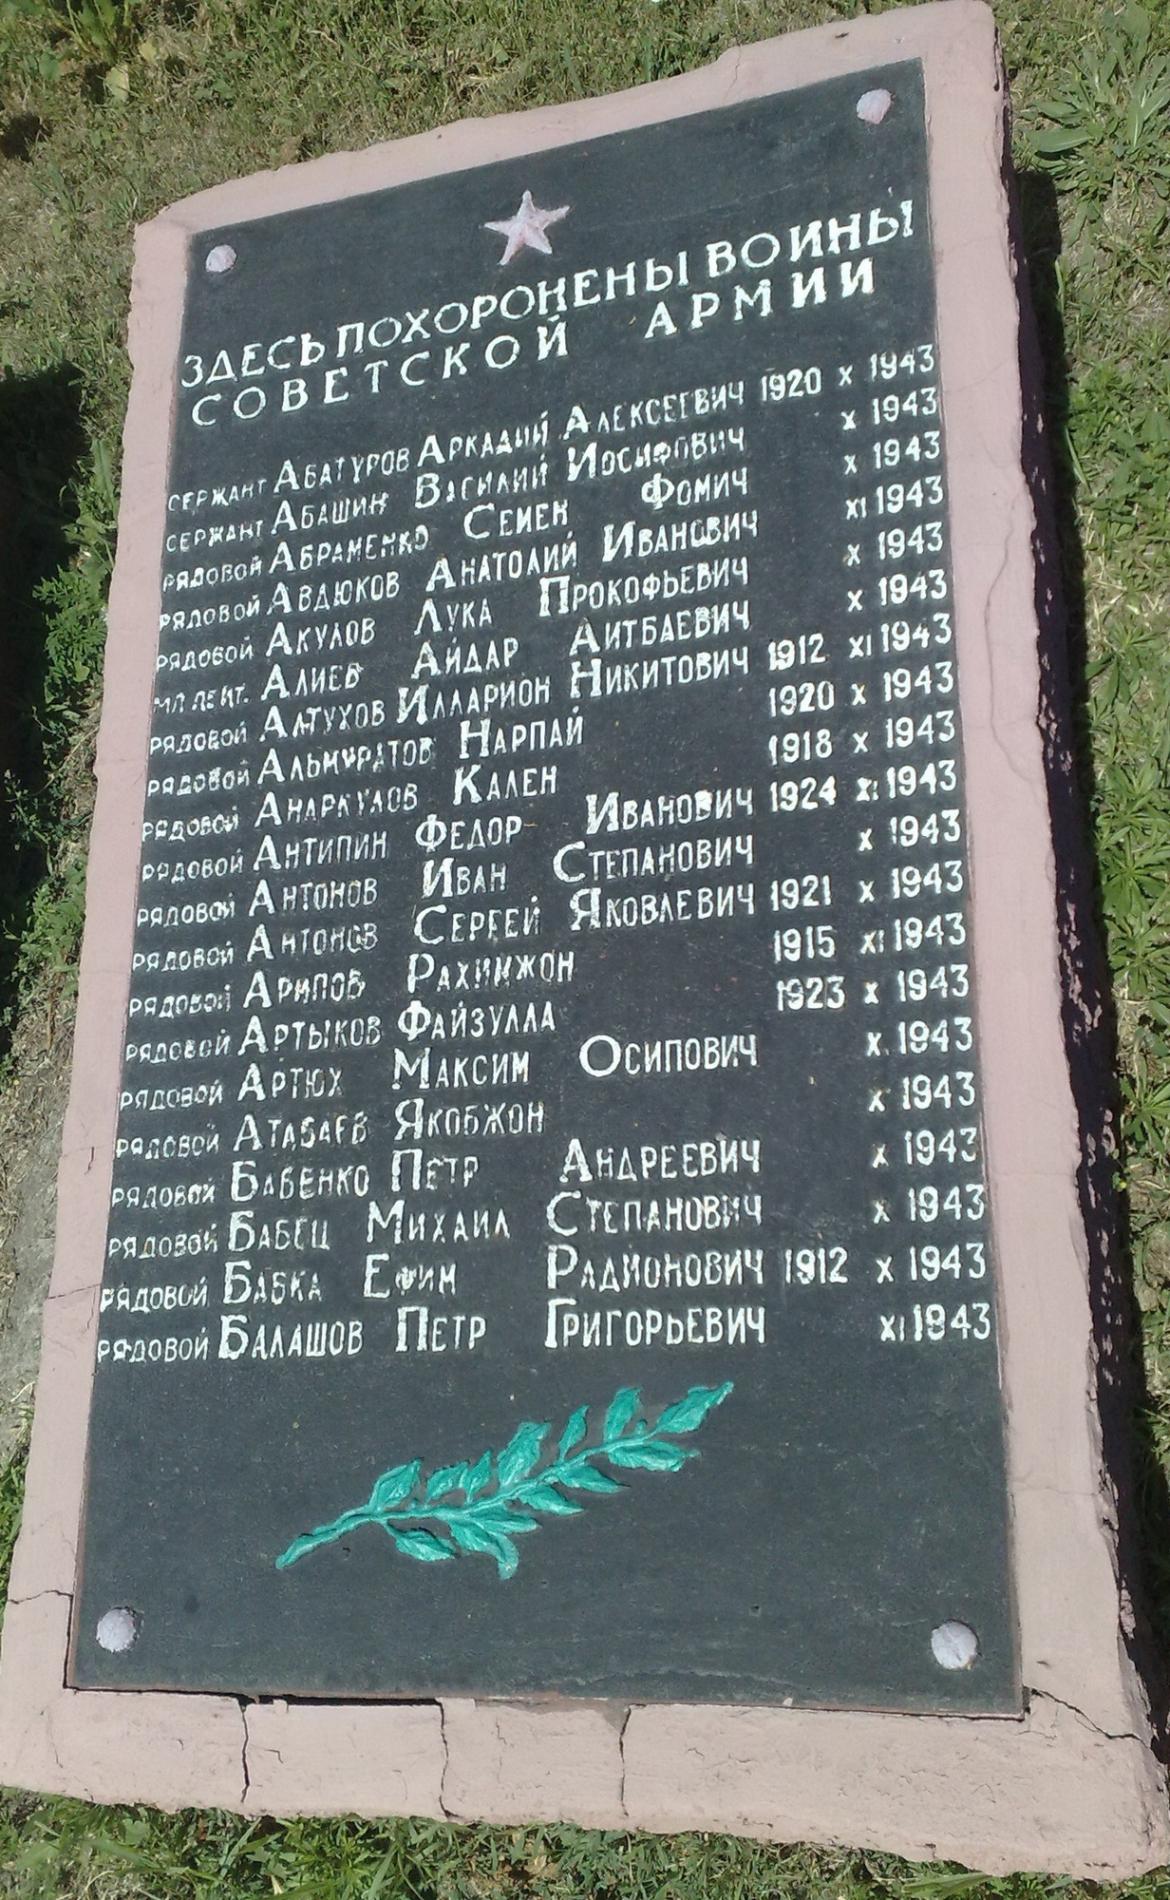 ЗДЕСЬ ПОХОРОНЕНЫ ВОИНЫ
СОВЕТСКОЙ АРМИИ
СЕРЖАНТ АБАТУРОВ АРКАДИЙ АЛЕКСЕЕВИЧ 1920 X 1943
СЕРЖАНТ АБАШИН ВАСИЛИЙ ИОСИФОВИЧ X 1943
РЯДОВОЙ АБРАМЕНКО СЕМЕН ФОМИЧ X 1943
РЯДОВОЙ АВДЮКОВ АНАТОЛИЙ ИВАНОВИЧ XI 1943
РЯДОВОЙ АКУЛОВ ЛУКА ПРОКОФЬЕВИЧ X 1943
МЛ ЛЕЙТ. АЛИЕВ АЙДАР АИТБАЕВИЧ X 1943
РЯДОВОЙ АЛТУХОВ ИЛЛАРИОН НИКИТОВИЧ 1912 XI 1943
РЯДОВОЙ АЛЬМУРАТОВ НАРПАЙ 1920 X 1943
РЯДОВОЙ АНАРКУЛОВ КАЛЕН 1918 X 1943
РЯДОВОЙ АНТИПИН ФЕДОР ИВАНОВИЧ 1924 XI 1943
РЯДОВОЙ АНТОНОВ ИВАН СТЕПАНОВИЧ X 1943
РЯДОВОЙ АНТОНОВ СЕРГЕЙ ЯКОВЛЕВИЧ 1921 X 1943
РЯДОВОЙ АРИПОВ РАХИМЖОН 1915 XI 1943
РЯДОВОЙ АРТЫКОВ ФАЙЗУЛЛА 1923 X 1943
РЯДОВОЙ АРТЮХ МАКСИМ ОСИПОВИЧ X. 1943
РЯДОВОЙ АТАБАЕВ ЯКОБЖОН X 1943
РЯДОВОЙ БАБЕНКО ПЕТР АНДРЕЕВИЧ X 1943
РЯДОВОЙ БАБЕЦ МИХАИЛ СТЕПАНОВИЧ X 1943
РЯДОВОЙ БАБКА ЕФИМ РАДИОНОВИЧ 1912 X 1943
РЯДОВОЙ БАЛАШОВ ПЕТР ГРИГОРЬЕВИЧ XI 1943